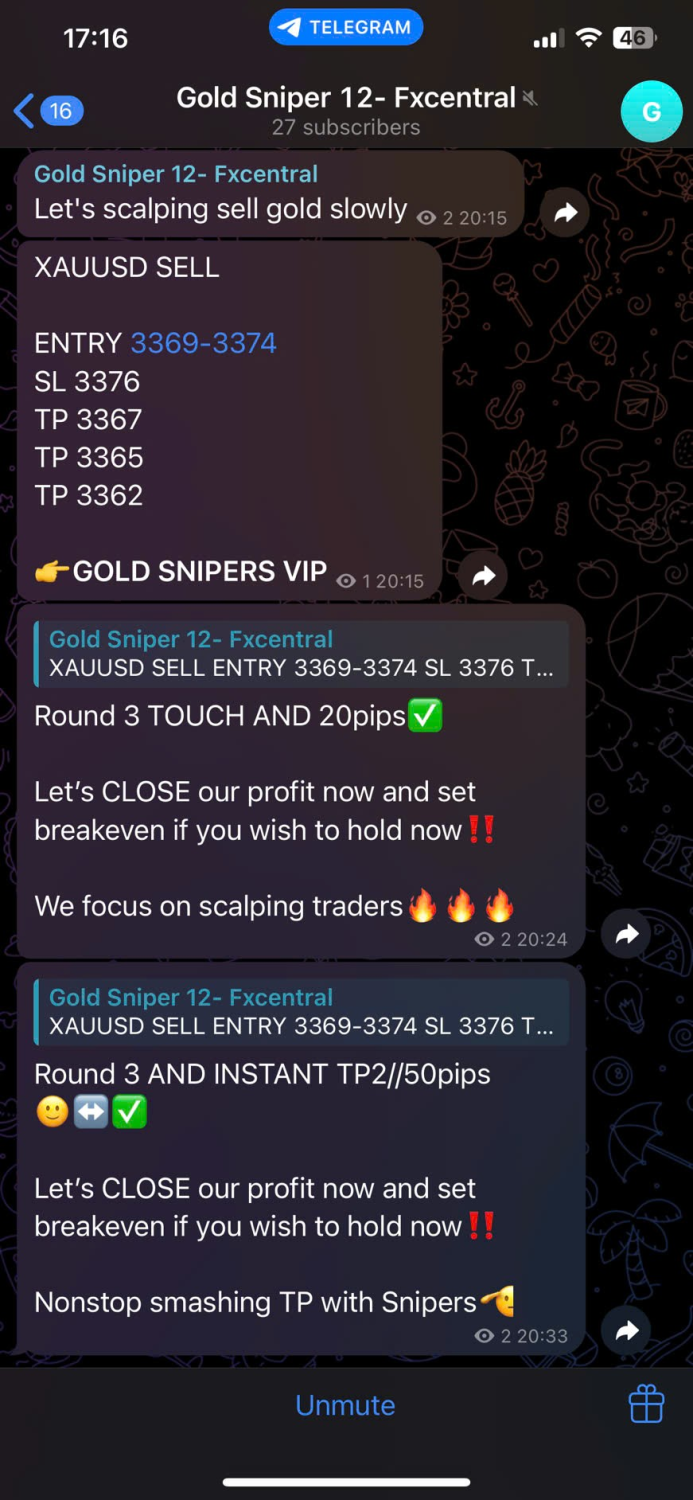 17:16
TELEGRAM
46
16
Gold Sniper 12- Fxcentral
27 subscribers
G
Gold Sniper 12- Fxcentral
Let's scalping sell gold slowly
2 20:15
XAUUSD SELL
ENTRY 3369-3374
SL 3376
TP 3367
TP 3365
TP 3362
👉GOLD SNIPERS VIP
1 20:15
Gold Sniper 12- Fxcentral
XAUUSD SELL ENTRY 3369-3374 SL 3376 T...
Round 3 TOUCH AND 20pips✅
Let’s CLOSE our profit now and set
breakeven if you wish to hold now‼️
We focus on scalping traders🔥🔥🔥
2 20:24
Gold Sniper 12- Fxcentral
XAUUSD SELL ENTRY 3369-3374 SL 3376 T...
Round 3 AND INSTANT TP2//50pips
🙂↔️✅
Let’s CLOSE our profit now and set
breakeven if you wish to hold now‼️
Nonstop smashing TP with Snipers
2 20:33
Unmute